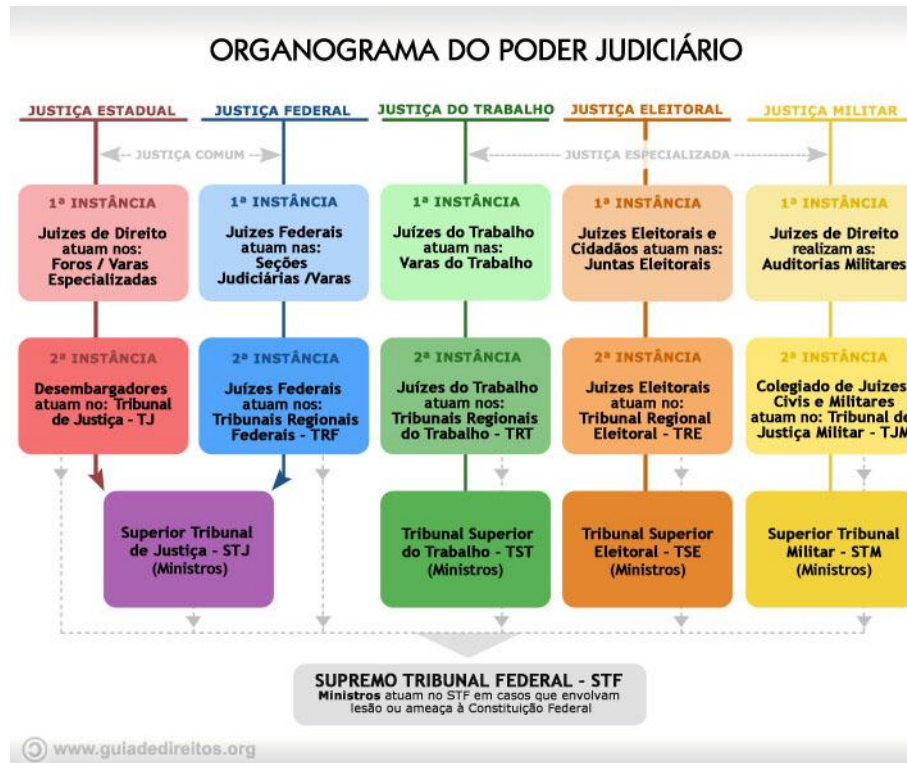 ORGANOGRAMA DO PODER JUDICIÁRIO
JUSTIÇA ESTADUAL
JUSTIÇA FEDERAL
JUSTIÇA DO TRABALHO
JUSTIÇA ELEITORAL
JUSTIÇA MILITAR
JUSTIÇA COMUM
JUSTIÇA ESPECIALIZADA
1ª INSTÂNCIA
Juizes de Direito
atuam nos:
Foros / Varas
Especializadas
1ª INSTÂNCIA
Juizes Federais
atuam nas:
Seções
Judiciárias /Varas
1ª INSTÂNCIA
Juízes do Trabalho
atuam nas:
Varas do Trabalho
1ª INSTÂNCIA
Juizes Eleitorais e
Cidadãos atuam nas:
Juntas Eleitorais
1ª INSTÂNCIA
Juizes de Direito
realizam as:
Auditorias Militares
2ª INSTÂNCIA
Desembargadores
atuam no: Tribunal
de Justiça - TJ
2ª INSTÂNCIA
Juízes Federais
atuam nos:
Tribunais Regionais
Federais - TRF
2ª INSTÂNCIA
Juízes do Trabalho
atuam nos:
Tribunais Regionais
do Trabalho - TRT
2ª INSTÂNCIA
Juizes Eleitorais
atuam no:
Tribunal Regional
Eleitoral - TRE
2ª INSTÂNCIA
Colegiado de Juizes
Civis e Militares
atuam no: Tribunal de
Justiça Militar - TJM
Superior Tribunal
de Justiça - STJ
(Ministros)
Tribunal Superior
do Trabalho - TST
(Ministros)
Tribunal Superior
Eleitoral - TSE
(Ministros)
Superior Tribunal
Militar - STM
(Ministros)
SUPREMO TRIBUNAL FEDERAL - STF
Ministros atuam no STF em casos que envolvam
lesão ou ameaça à Constituição Federal
© www.guiadedireitos.org